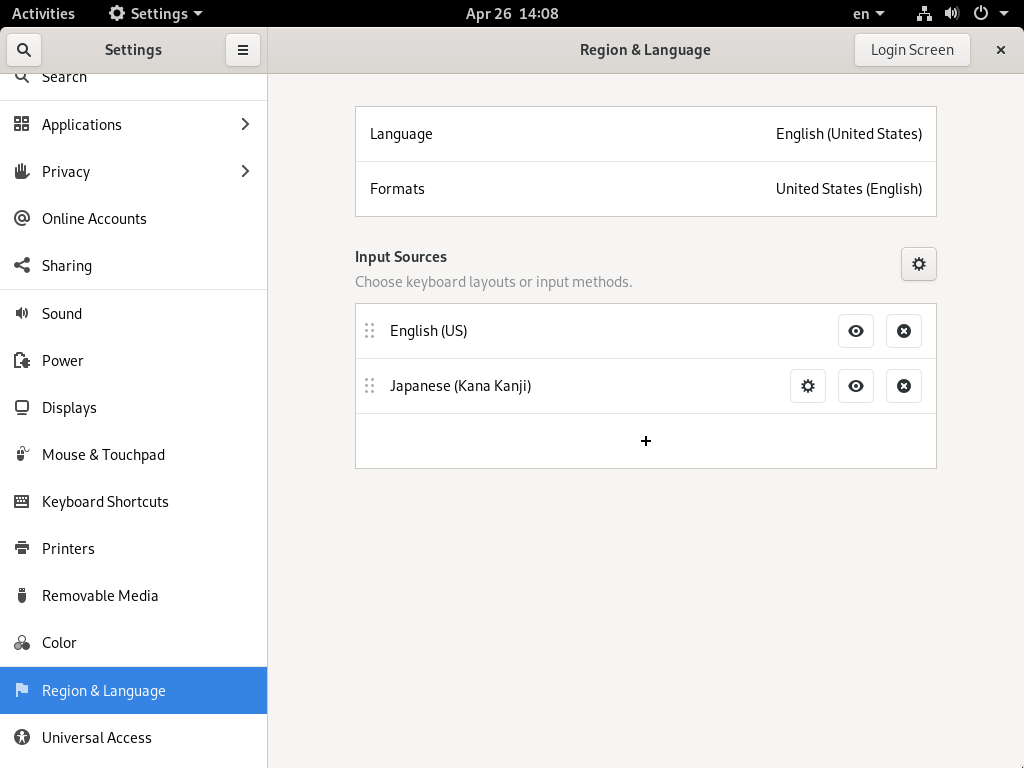 Activities Settings Apr 26 14:08 en
Settings Region & Language Login Screen
Search
Applications
Privacy
Online Accounts
Sharing
Sound
Power
Displays
Mouse & Touchpad
Keyboard Shortcuts
Printers
Removable Media
Color
Region & Language
Universal Access
Language English (United States)
Formats United States (English)
Input Sources
Choose keyboard layouts or input methods.
English (US)
Japanese (Kana Kanji)